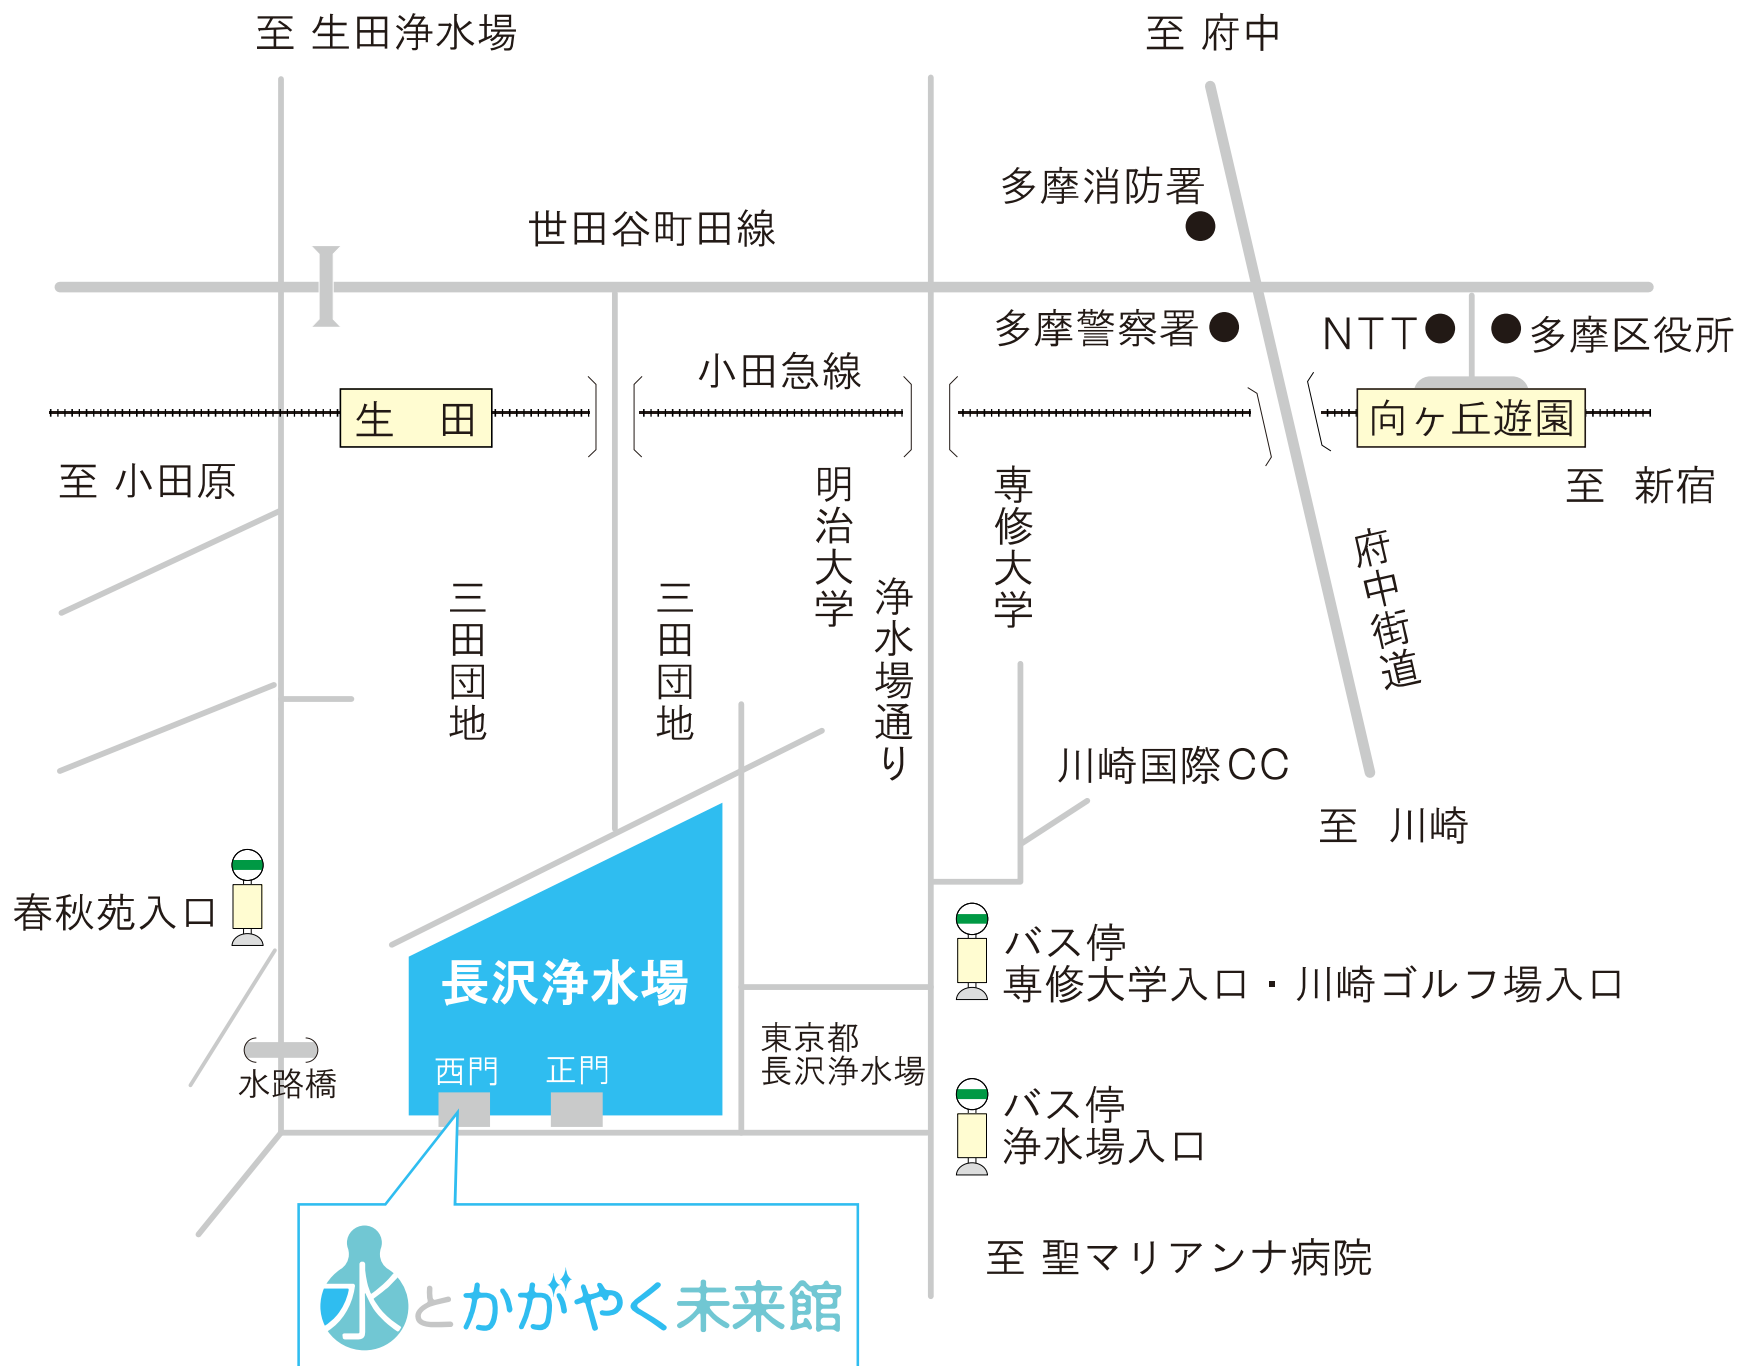 至 生田浄水場
至 府中
多摩消防署
世田谷町田線
多摩警察署
NTT
多摩区役所
小田急線
生　田
向ヶ丘遊園
至 小田原
至 新宿
明治大学
専修大学
府中街道
三田団地
三田団地
浄水場通り
川崎国際CC
至 川崎
春秋苑入口
バス停
専修大学入口・川崎ゴルフ場入口
長沢浄水場
東京都
長沢浄水場
西門
正門
水路橋
バス停
浄水場入口
至 聖マリアンナ病院
水とかがやく未来館